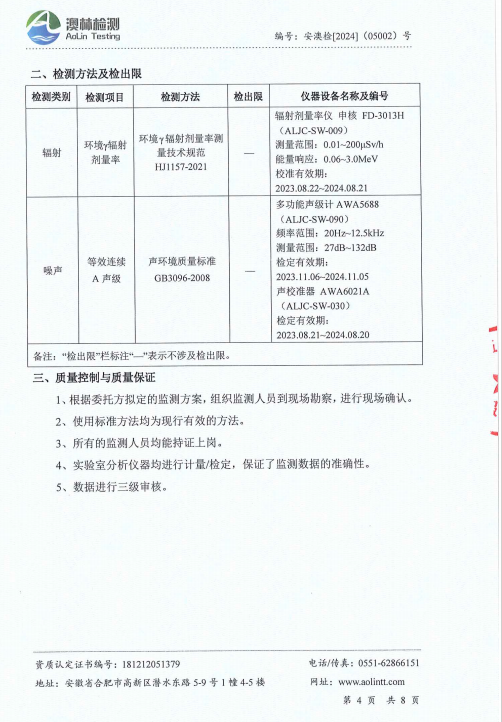 澳林检测
AoLin Testing
编号：安澳检[2024]（05002）号
二、检测方法及检出限
检测类别 检测项目 检测方法 检出限 仪器设备名称及编号
辐射 环境γ辐射剂量率 环境γ辐射剂量率测量技术规范 HJ1157-2021 —
辐射剂量率仪 申核 FD-3013H
（ALJC-SW-009）
测量范围：0.01~200μSv/h
能量响应：0.06~3.0MeV
校准有效期：
2023.08.22~2024.08.21
噪声 等效连续 A 声级 声环境质量标准 GB3096-2008 —
多功能声级计 AWA5688
（ALJC-SW-090）
频率范围：20Hz~12.5kHz
测量范围：27dB~132dB
检定有效期：
2023.11.06~2024.11.05
声校准器 AWA6021A
（ALJC-SW-030）
检定有效期：
2023.08.21~2024.08.20
备注：“检出限”栏标注“—”表示不涉及检出限。
三、质量控制与质量保证
1、根据委托方拟定的监测方案，组织监测人员到现场勘察，进行现场确认。
2、使用标准方法均为现行有效的方法。
3、所有的监测人员均能持证上岗。
4、实验室分析仪器均进行计量/检定，保证了监测数据的准确性。
5、数据进行三级审核。
资质认定证书编号：181212051379 电话/传真：0551-62866151
地址：安徽省合肥市高新区潜水东路 5-9 号 1 幢 4-5 楼 网址：www.aolintt.com
第 4 页 共 8 页